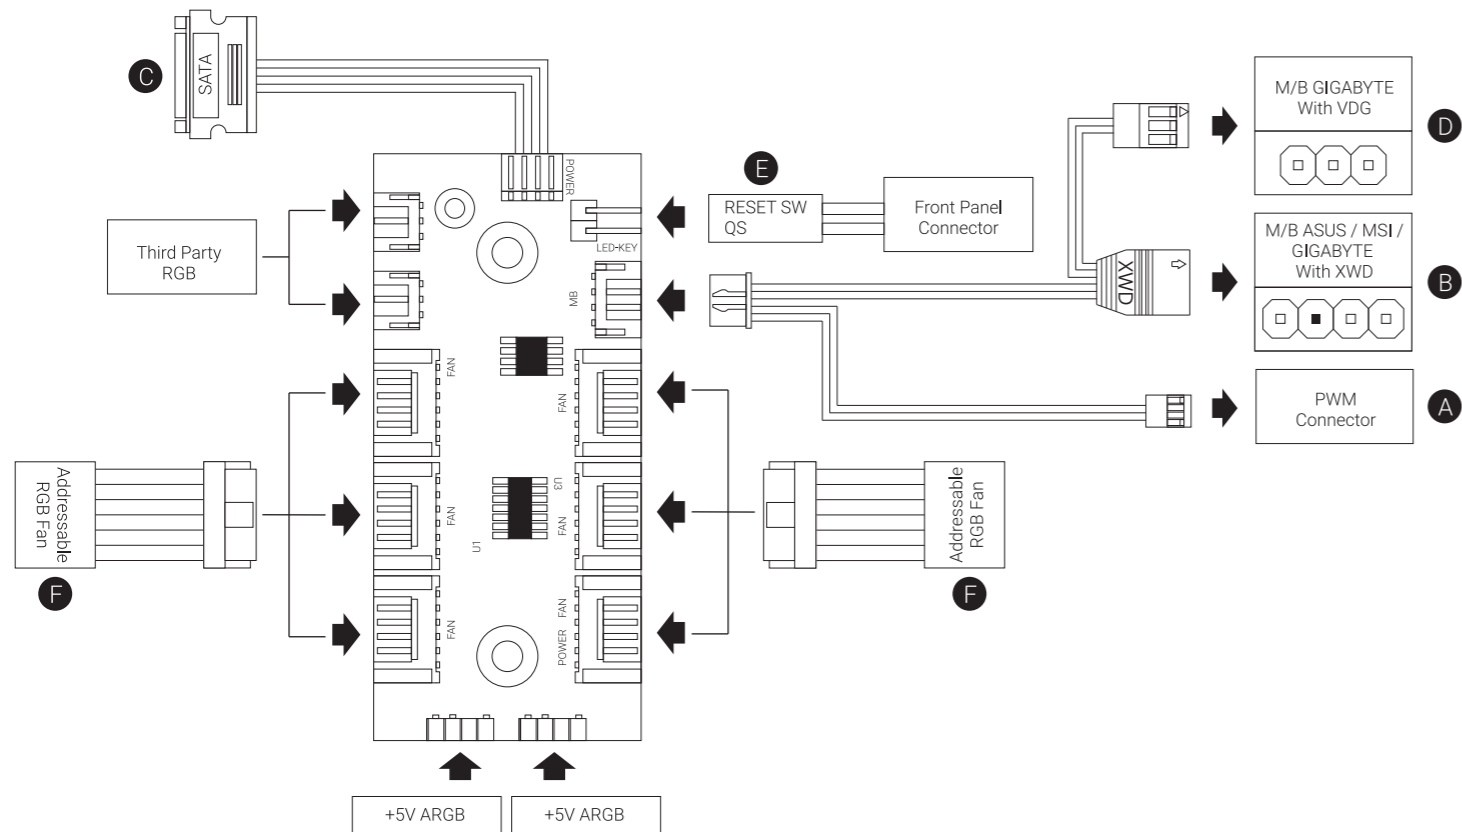 C
SATA
M/B GIGABYTE
With VDG
D
POWER
E
RESET SW
QS
Front Panel
Connector
Third Party
RGB
LED-KEY
MB
XWD
M/B ASUS / MSI /
GIGABYTE
With XWD
B
FAN
FAN
PWM
Connector
A
Addressable
RGB Fan
F
FAN
U1
U3
FAN
Addressable
RGB Fan
F
FAN
FAN
POWER
+5V ARGB
+5V ARGB